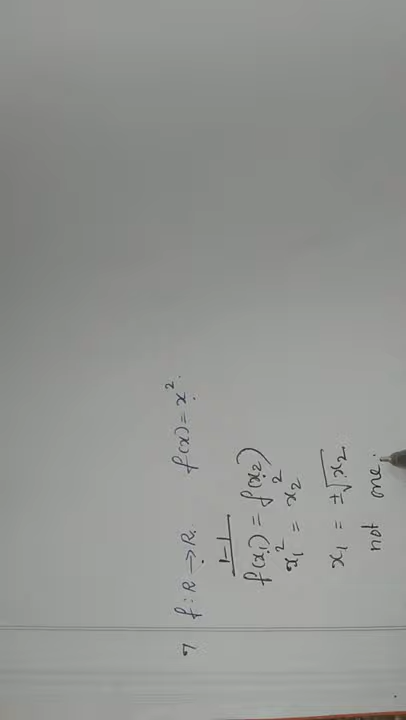 7 f : R → R. f(x) = x².
1-1
f(x₁) = f(x₂)
x₁² = x₂²
x₁ = ±√x₂.
not one.